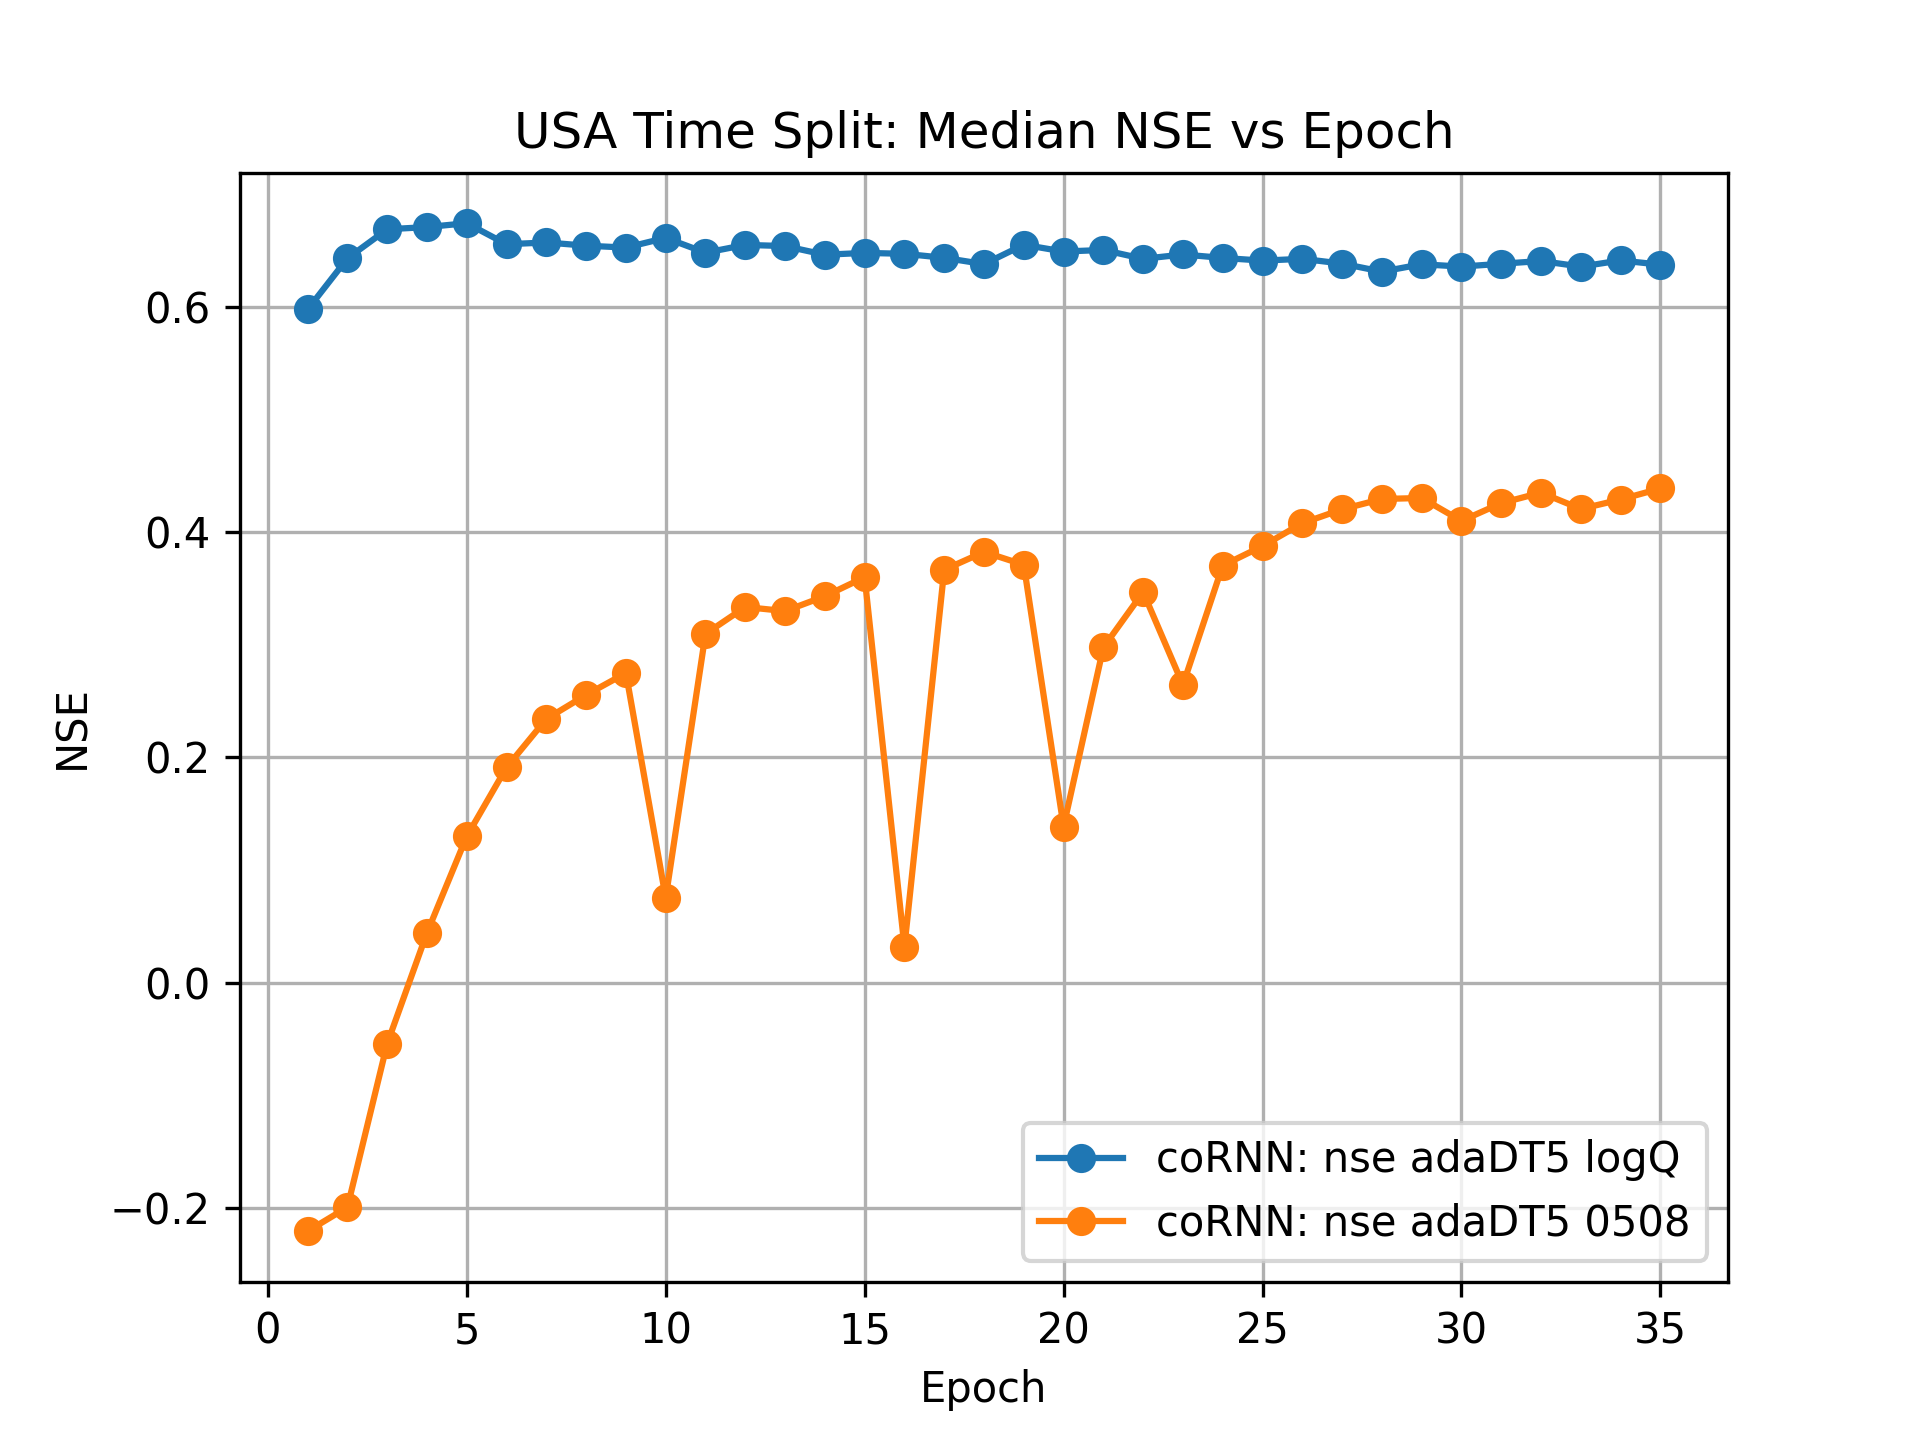 USA Time Split: Median NSE vs Epoch
NSE
0.6
0.4
0.2
0.0
−0.2
coRNN: nse adaDT5 logQ
coRNN: nse adaDT5 0508
0 5 10 15 20 25 30 35
Epoch